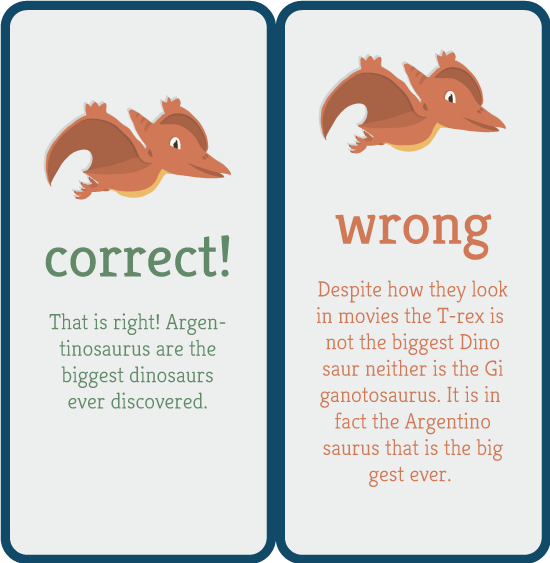 correct!
That is right! Argen-
tinosaurus are the
biggest dinosaurs
ever discovered.
wrong
Despite how they look
in movies the T-rex is
not the biggest Dino
saur neither is the Gi
ganotosaurus. It is in
fact the Argentino
saurus that is the big
gest ever.